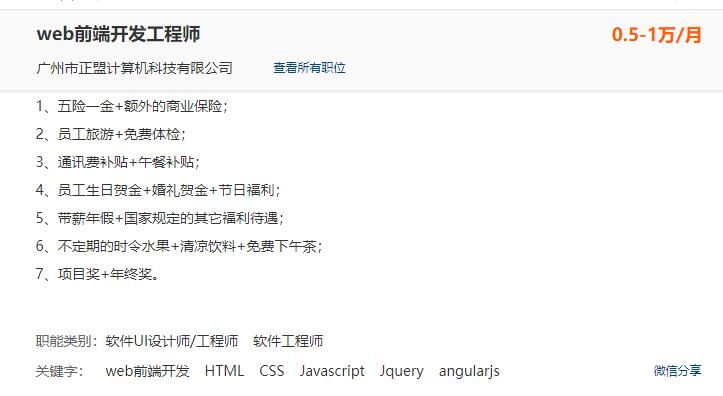 web前端开发工程师 0.5-1万/月
广州市正盟计算机科技有限公司 查看所有职位
1、五险一金+额外的商业保险；
2、员工旅游+免费体检；
3、通讯费补贴+午餐补贴；
4、员工生日贺金+婚礼贺金+节日福利；
5、带薪年假+国家规定的其它福利待遇；
6、不定期的时令水果+清凉饮料+免费下午茶；
7、项目奖+年终奖。
职能类别：软件UI设计师/工程师 软件工程师
关键字： web前端开发 HTML CSS Javascript Jquery angularjs 微信分享